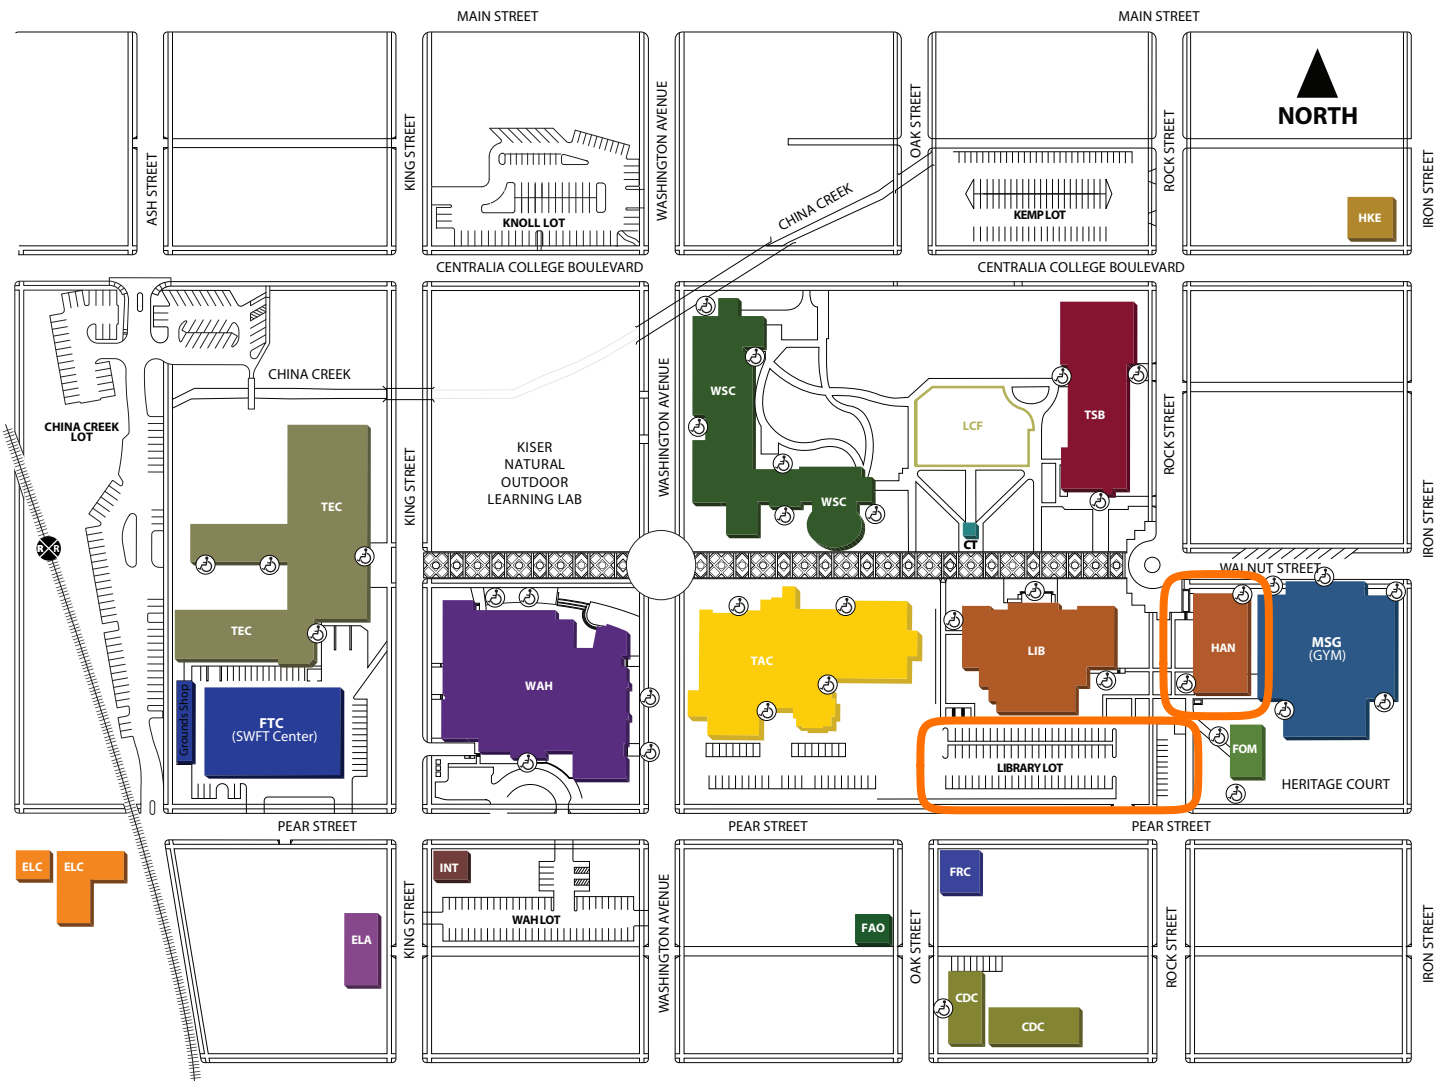 MAIN STREET
MAIN STREET
NORTH
ASH STREET
KING STREET
WASHINGTON AVENUE
OAK STREET
ROCK STREET
IRON STREET
KNOLL LOT
CHINA CREEK
KEMP LOT
HKE
CENTRALIA COLLEGE BOULEVARD
CENTRALIA COLLEGE BOULEVARD
CHINA CREEK
CHINA CREEK
LOT
WSC
TSB
LCF
WASHINGTON AVENUE
ROCK STREET
KISER
NATURAL
OUTDOOR
LEARNING LAB
KING STREET
IRON STREET
TEC
WSC
CT
R R
WALNUT STREET
TEC
WAH
TAC
LIB
HAN
MSG
(GYM)
Grounds Shop
FTC
(SWFT Center)
FOM
LIBRARY LOT
HERITAGE COURT
PEAR STREET
PEAR STREET
PEAR STREET
ELC
ELC
INT
FRC
KING STREET
WASHINGTON AVENUE
OAK STREET
ROCK STREET
IRON STREET
WAH LOT
FAO
ELA
CDC
CDC